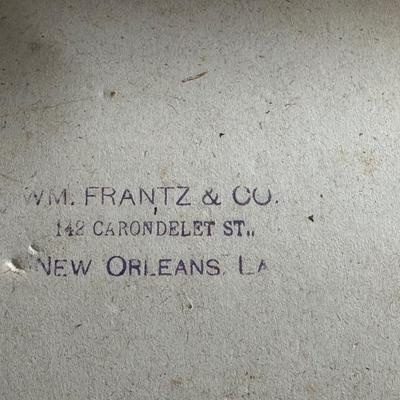 WM. FRANTZ & CO.
142 CARONDELET ST.,
NEW ORLEANS, LA